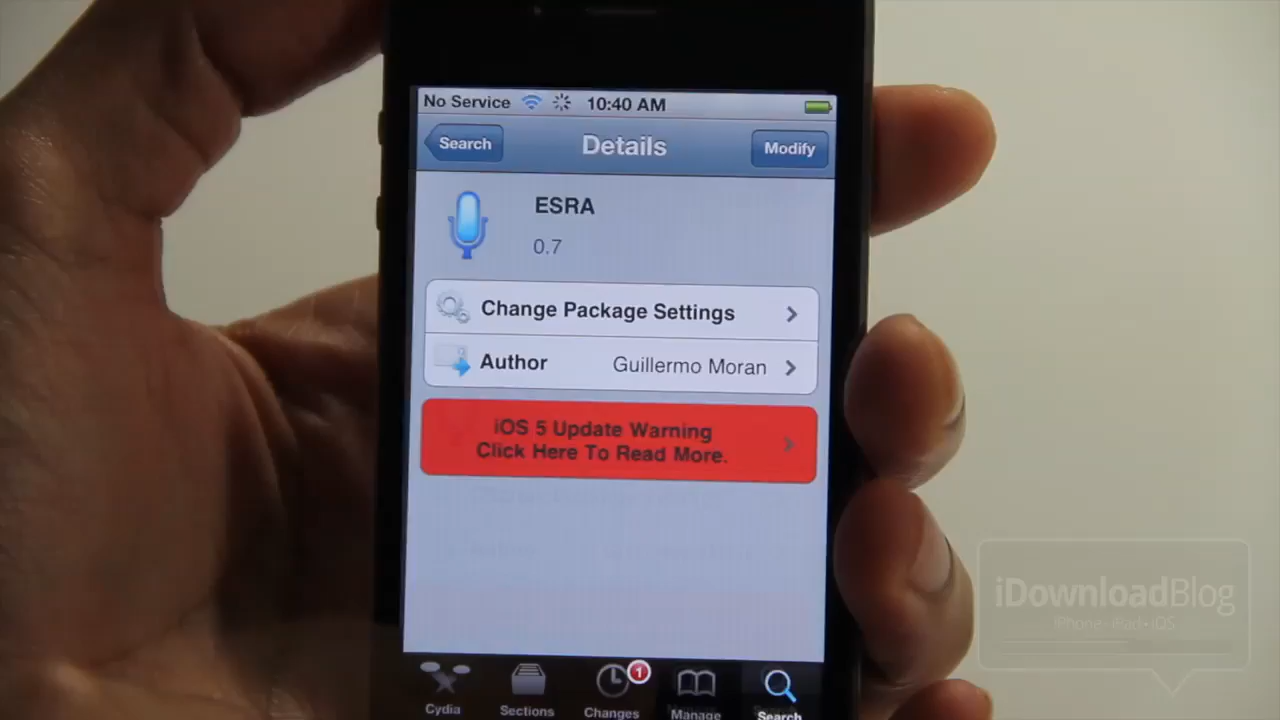 No Service 10:40 AM
Search Details Modify
ESRA
0.7
Change Package Settings
Author Guillermo Moran
iOS 5 Update Warning
Click Here To Read More.
1
Cydia Sections Changes Manage Search
iDownloadBlog
iPhone • iPad • iOS